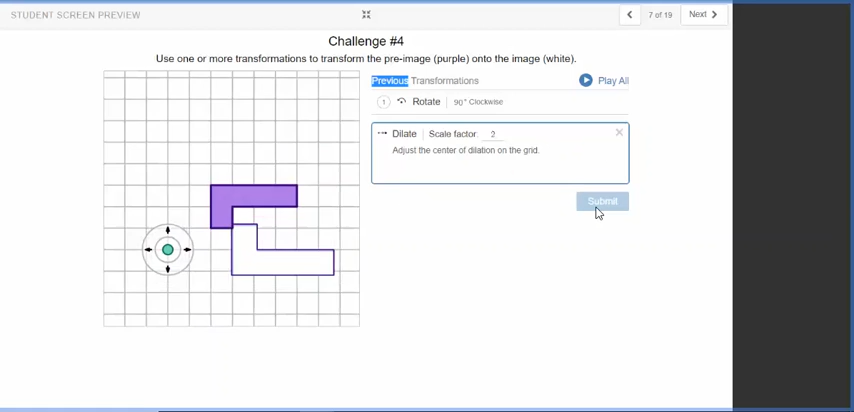 STUDENT SCREEN PREVIEW
7 of 19
Next
Challenge #4
Use one or more transformations to transform the pre-image (purple) onto the image (white).
Previous Transformations
Play All
1 Rotate 90° Clockwise
Dilate Scale factor: 2
Adjust the center of dilation on the grid.
Submit